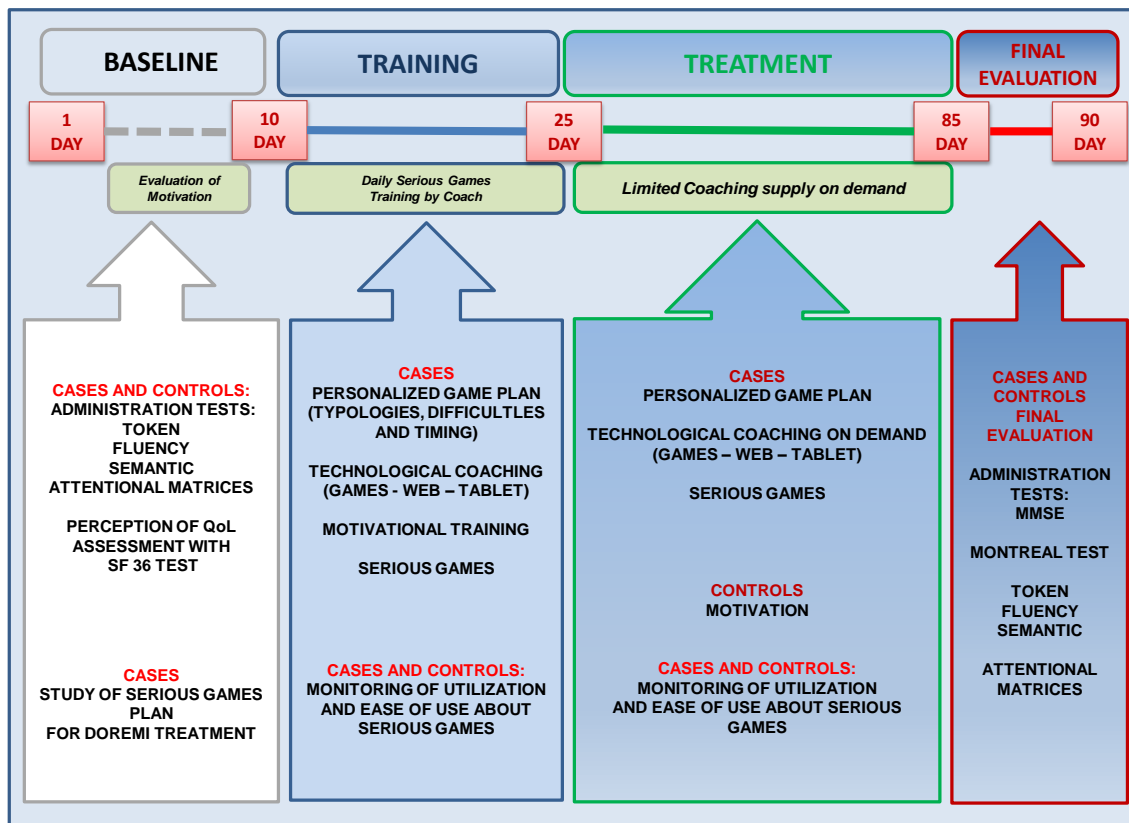 BASELINE
TRAINING
TREATMENT
FINAL
EVALUATION
1
DAY
10
DAY
25
DAY
85
DAY
90
DAY
Evaluation of
Motivation
Daily Serious Games
Training by Coach
Limited Coaching supply on demand
CASES AND CONTROLS:
ADMINISTRATION TESTS:
TOKEN
FLUENCY
SEMANTIC
ATTENTIONAL MATRICES
PERCEPTION OF QoL
ASSESSMENT WITH
SF 36 TEST
CASES
STUDY OF SERIOUS GAMES
PLAN
FOR DOREMI TREATMENT
CASES
PERSONALIZED GAME PLAN
(TYPOLOGIES, DIFFICULTLES
AND TIMING)
TECHNOLOGICAL COACHING
(GAMES - WEB – TABLET)
MOTIVATIONAL TRAINING
SERIOUS GAMES
CASES AND CONTROLS:
MONITORING OF UTILIZATION
AND EASE OF USE ABOUT
SERIOUS GAMES
CASES
PERSONALIZED GAME PLAN
TECHNOLOGICAL COACHING ON DEMAND
(GAMES – WEB – TABLET)
SERIOUS GAMES
CONTROLS
MOTIVATION
CASES AND CONTROLS:
MONITORING OF UTILIZATION
AND EASE OF USE ABOUT SERIOUS
GAMES
CASES AND
CONTROLS
FINAL
EVALUATION
ADMINISTRATION
TESTS:
MMSE
MONTREAL TEST
TOKEN
FLUENCY
SEMANTIC
ATTENTIONAL
MATRICES